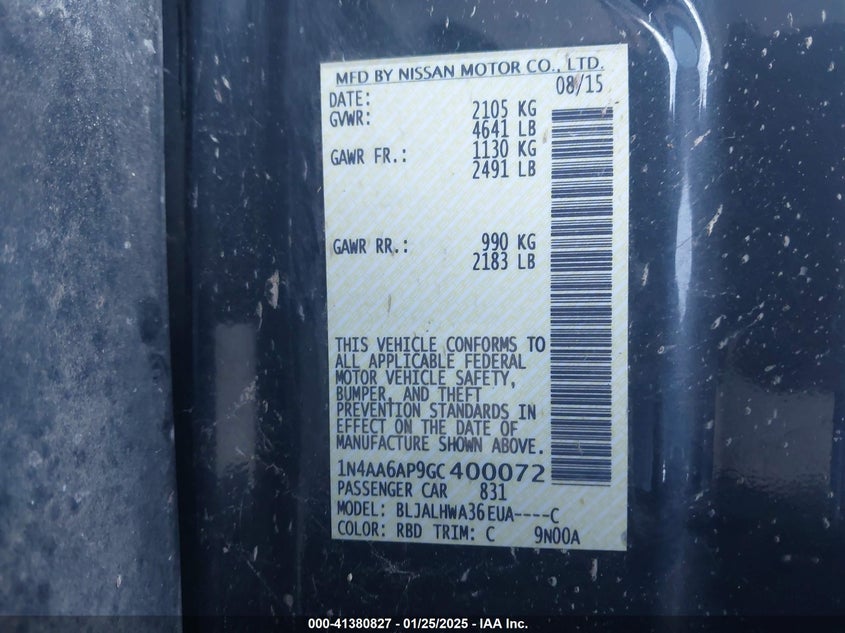 MFD BY NISSAN MOTOR CO., LTD.
DATE: 08/15
GVWR: 2105 KG
4641 LB
GAWR FR.: 1130 KG
2491 LB
GAWR RR.: 990 KG
2183 LB
THIS VEHICLE CONFORMS TO
ALL APPLICABLE FEDERAL
MOTOR VEHICLE SAFETY,
BUMPER, AND THEFT
PREVENTION STANDARDS IN
EFFECT ON THE DATE OF
MANUFACTURE SHOWN ABOVE.
1N4AA6AP9GC400072
PASSENGER CAR 831
MODEL: BLJALHWA36EUA----C
COLOR: RBD TRIM: C 9N00A
000-41380827 - 01/25/2025 - IAA Inc.